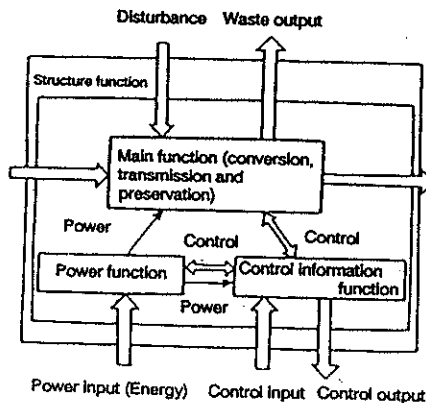 Disturbance Waste output
Structure function
Main function (conversion,
transmission and
preservation)
Power
Control
Control
Power function
Control information
function
Power
Power input (Energy) Control input Control output